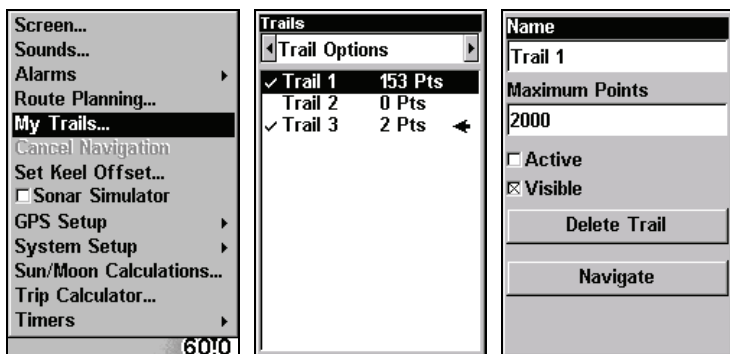 Screen...
Sounds...
Alarms
Route Planning...
My Trails...
Cancel Navigation
Set Keel Offset...
Sonar Simulator
GPS Setup
System Setup
Sun/Moon Calculations...
Trip Calculator...
Timers
Trails
Trail Options
Trail 1 153 Pts
Trail 2 0 Pts
Trail 3 2 Pts
Name
Trail 1
Maximum Points
2000
Active
Visible
Delete Trail
Navigate